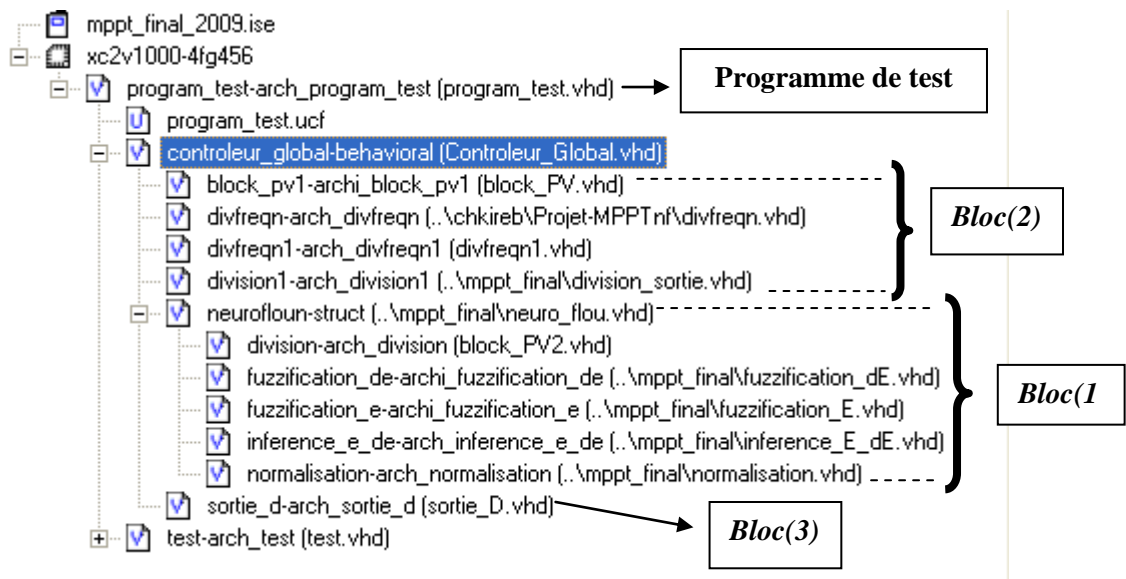 mppt_final_2009.ise
xc2v1000-4fg456
program_test-arch_program_test (program_test.vhd)
Programme de test
program_test.ucf
controleur_global-behavioral (Controleur_Global.vhd)
block_pv1-archi_block_pv1 (block_PV.vhd)
divfreqn-arch_divfreqn (..\chkireb\Projet-MPPTnf\divfreqn.vhd)
Bloc(2)
divfreqn1-arch_divfreqn1 (divfreqn1.vhd)
division1-arch_division1 (..\mppt_final\division_sortie.vhd)
neurofloun-struct (..\mppt_final\neuro_flou.vhd)
division-arch_division (block_PV2.vhd)
fuzzification_de-archi_fuzzification_de (..\mppt_final\fuzzification_dE.vhd)
Bloc(1
fuzzification_e-archi_fuzzification_e (..\mppt_final\fuzzification_E.vhd)
inference_e_de-arch_inference_e_de (..\mppt_final\inference_E_dE.vhd)
normalisation-arch_normalisation (..\mppt_final\normalisation.vhd)
sortie_d-arch_sortie_d (sortie_D.vhd)
Bloc(3)
test-arch_test (test.vhd)